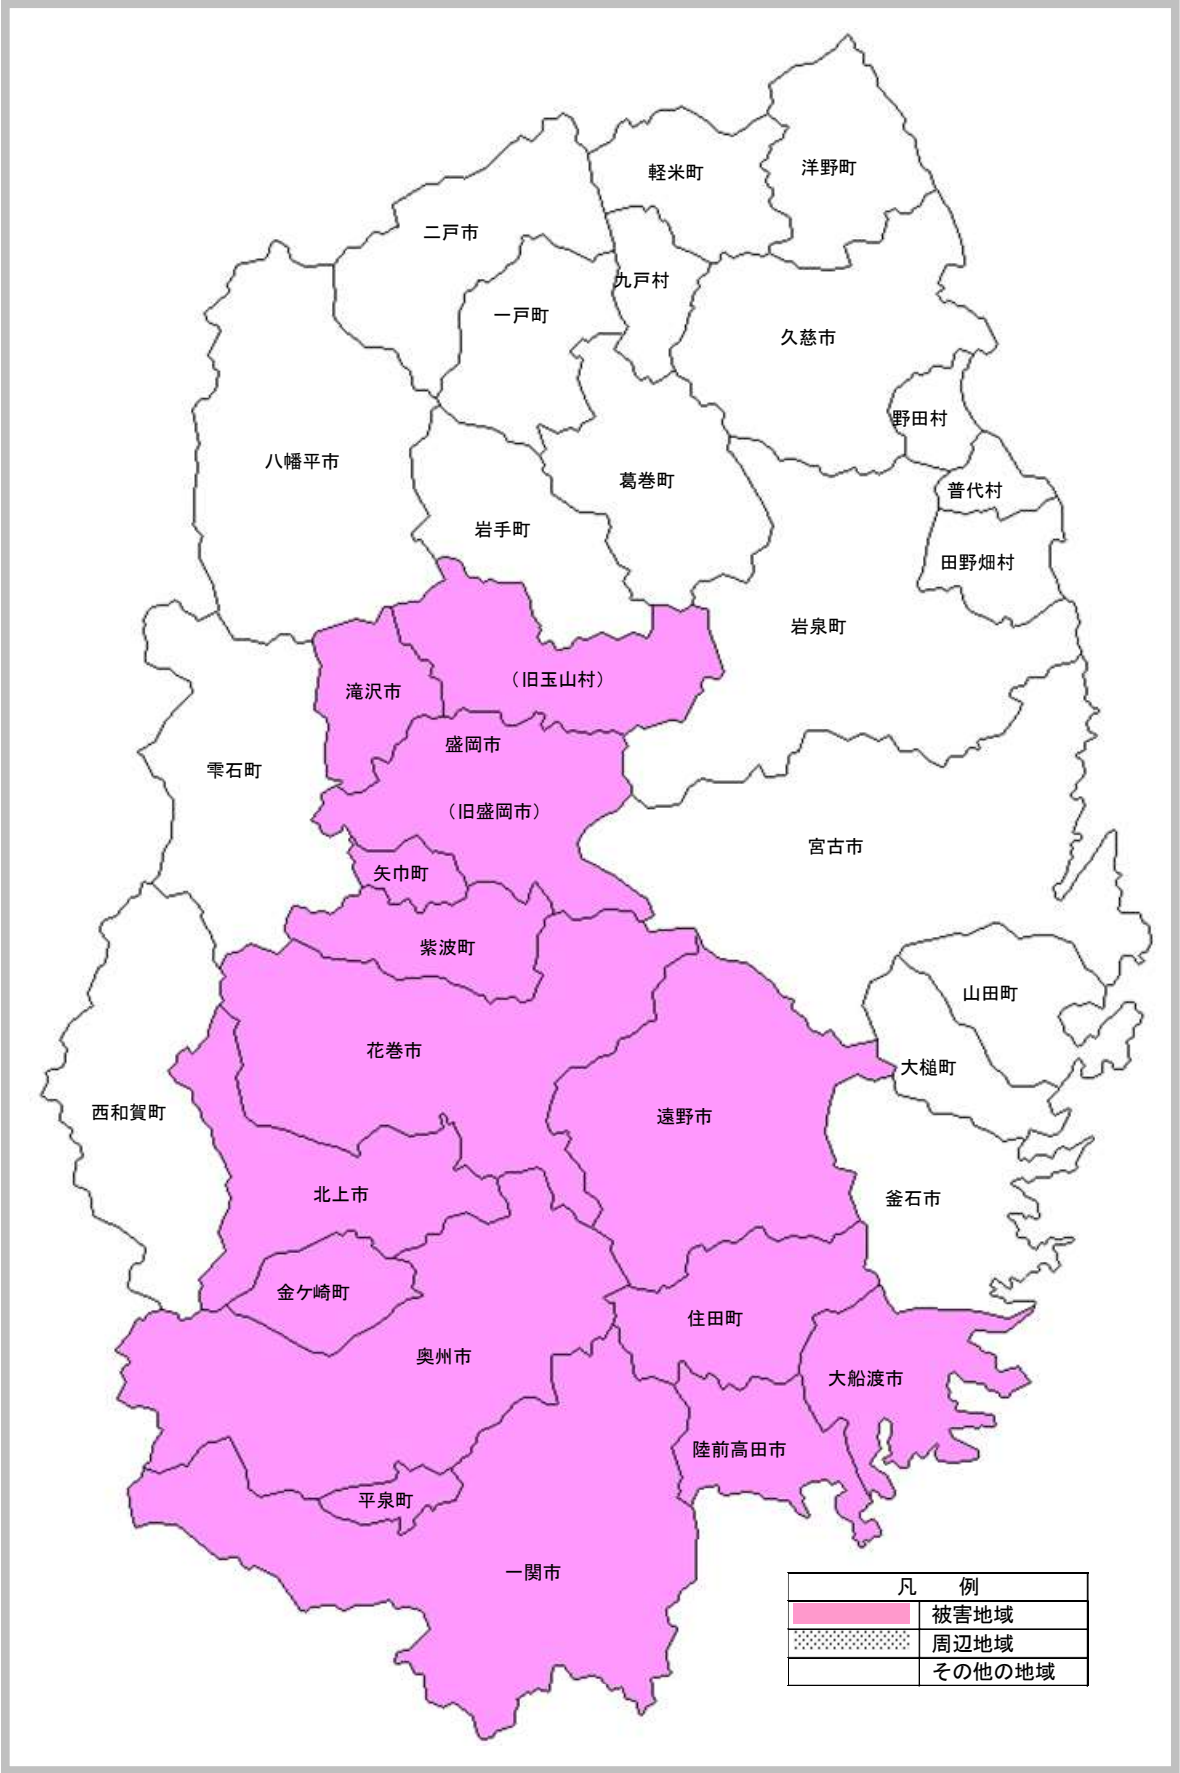 洋野町
軽米町
二戸市
九戸村
一戸町
久慈市
野田村
八幡平市
葛巻町
普代村
岩手町
田野畑村
岩泉町
(旧玉山村)
滝沢市
盛岡市
雫石町
(旧盛岡市)
宮古市
矢巾町
紫波町
山田町
花巻市
大槌町
西和賀町
遠野市
北上市
釜石市
金ケ崎町
住田町
奥州市
大船渡市
陸前高田市
平泉町
一関市
凡 例
被害地域
周辺地域
その他の地域